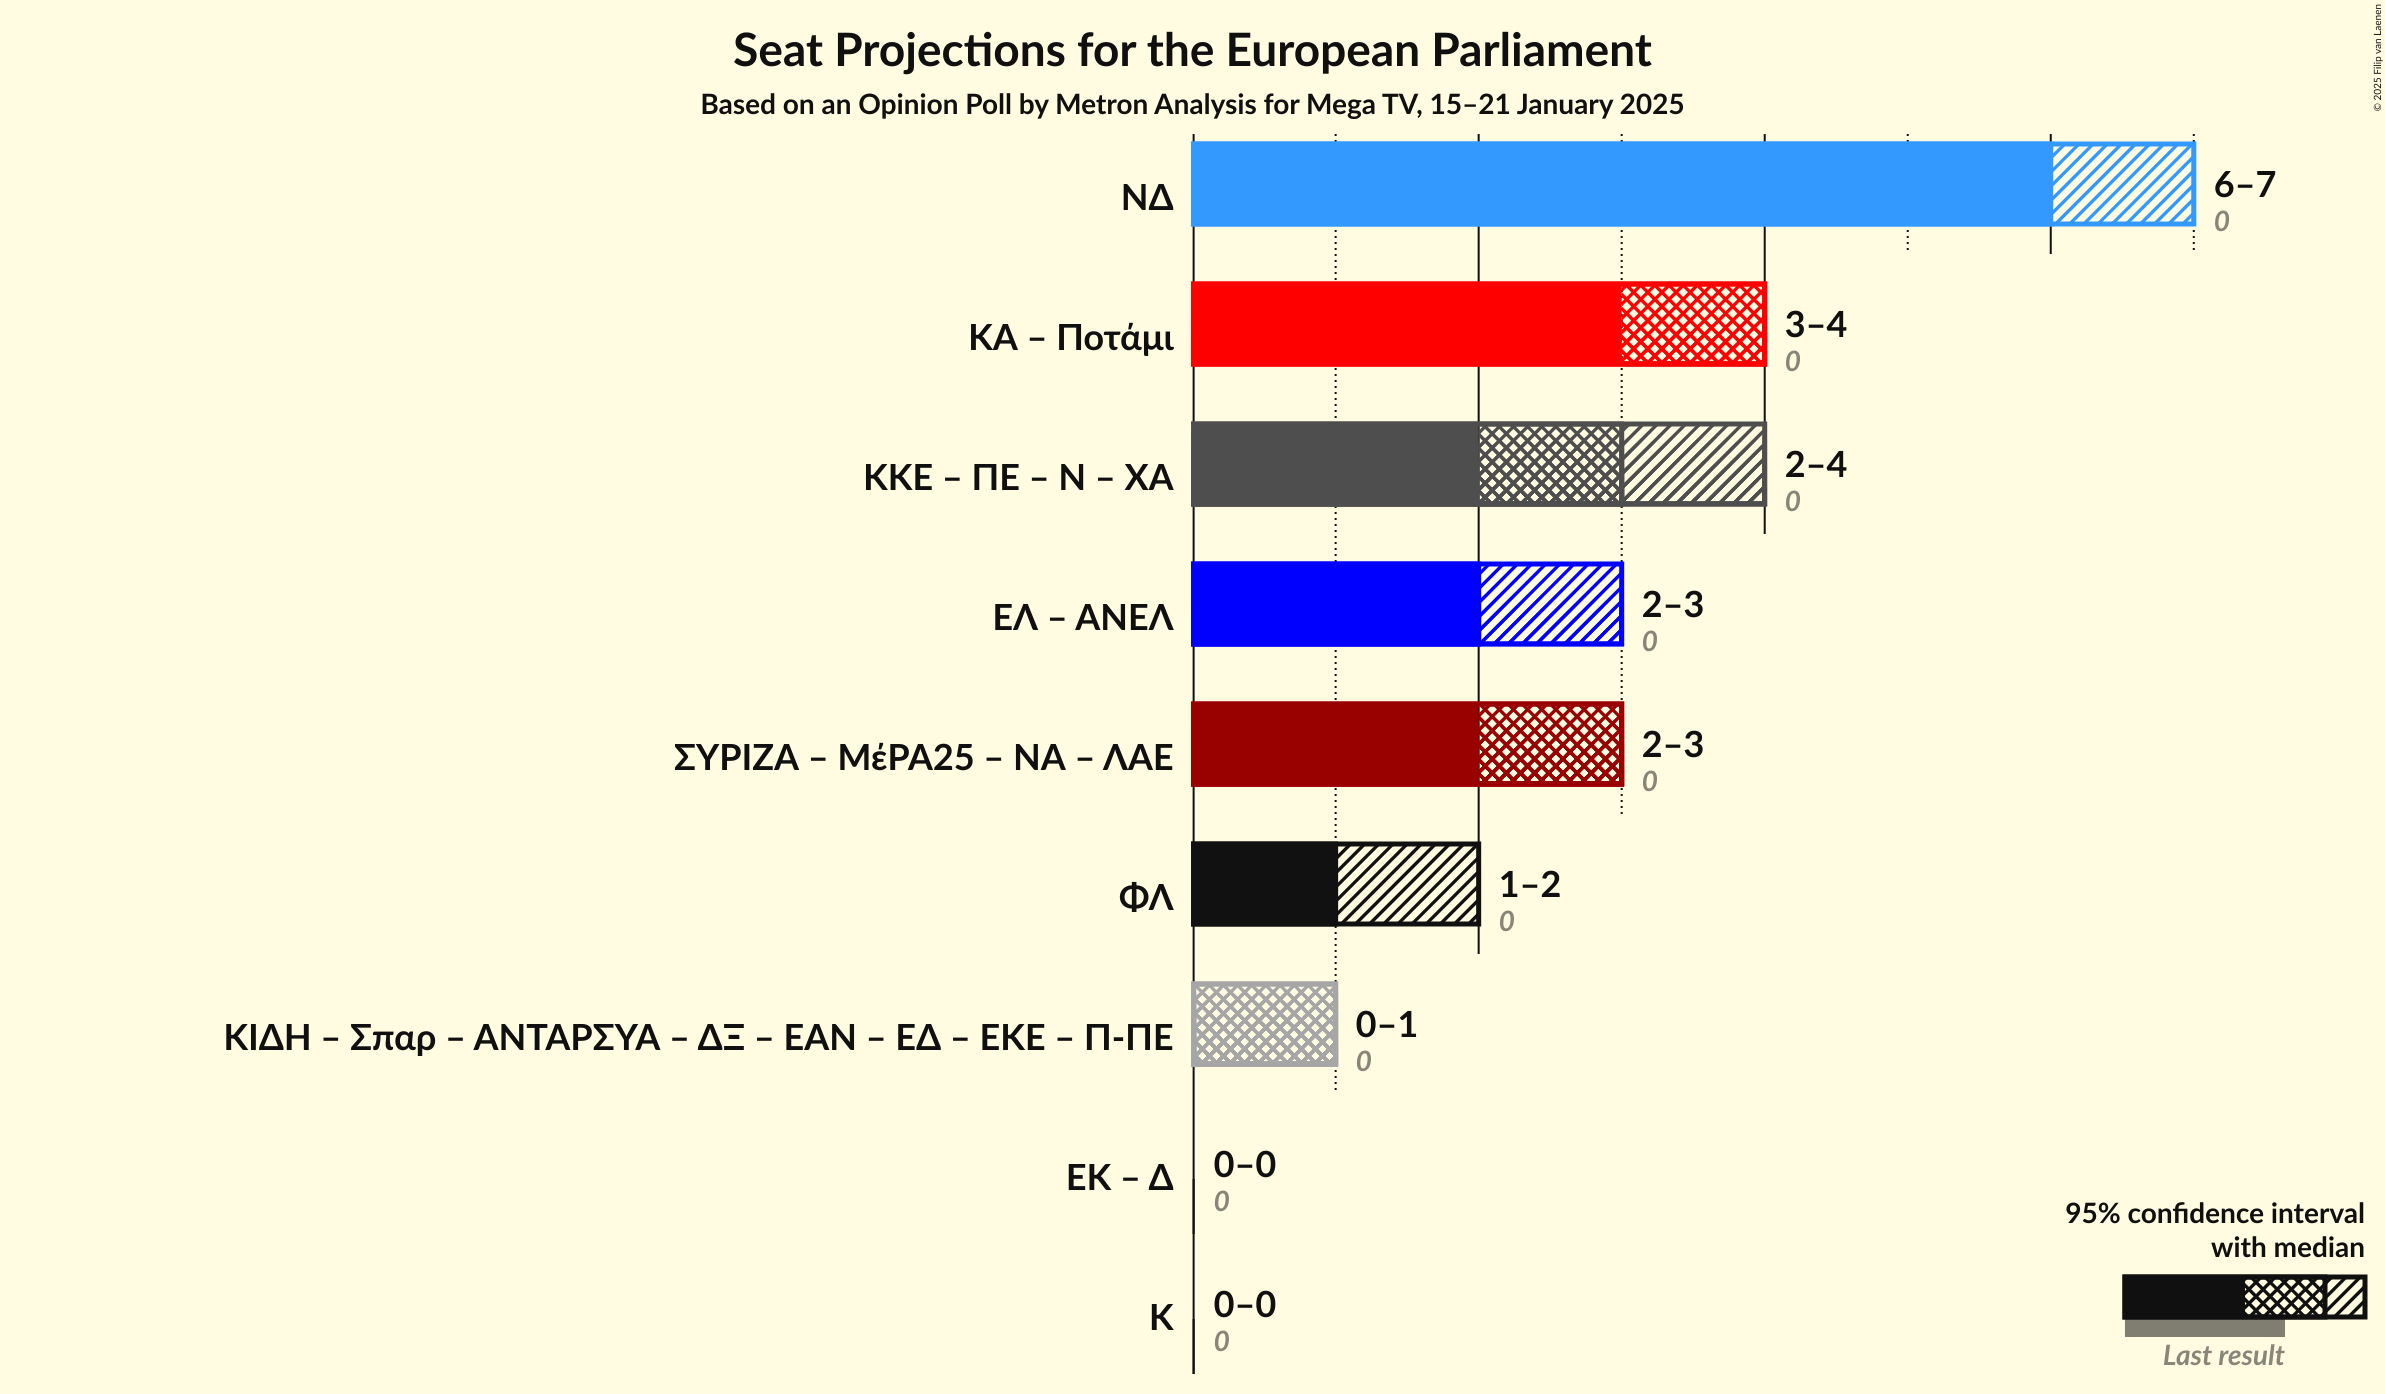 Seat Projections for the European Parliament
Based on an Opinion Poll by Metron Analysis for Mega TV, 15–21 January 2025
© 2025 Filip van Laenen
ΝΔ
6–7
0
ΚΑ – Ποτάμι
3–4
0
ΚΚΕ – ΠΕ – Ν – ΧΑ
2–4
0
ΕΛ – ΑΝΕΛ
2–3
0
ΣΥΡΙΖΑ – ΜέΡΑ25 – ΝΑ – ΛΑΕ
2–3
0
ΦΛ
1–2
0
ΚΙΔΗ – Σπαρ – ΑΝΤΑΡΣΥΑ – ΔΞ – ΕΑΝ – ΕΔ – ΕΚΕ – Π-ΠΕ
0–1
0
ΕΚ – Δ
0–0
0
Κ
0–0
0
95% confidence interval
with median
Last result